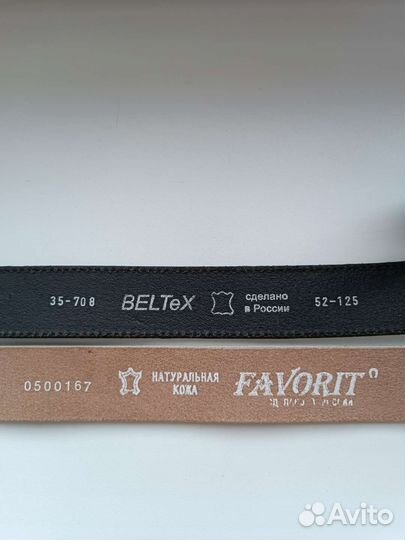 35-708 BELTeX сделано
в России 52-125
0500167 НАТУРАЛЬНАЯ
КОЖА FAVORIT
Avito